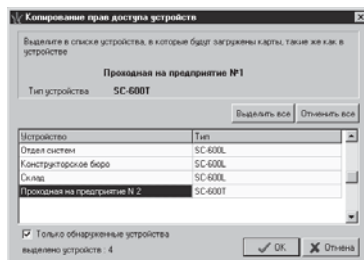 Копирование прав доступа устройств
Выделите в списке устройства, в которые будут загружены карты, такие же как в
устройстве
Проходная на предприятие №1
Тип устройства SC-600T
Выделить все Отменить все
Устройство Тип
Отдел систем SC-600L
Конструкторское бюро SC-600L
Склад SC-600L
Проходная на предприятие N 2 SC-600T
Только обнаруженные устройства
выделено устройств : 4
OK Отмена